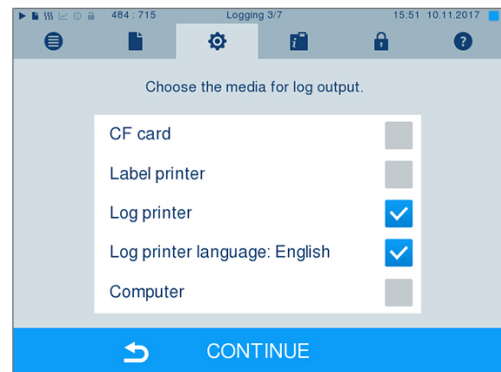 484 : 715 Logging 3/7 15:51 10.11.2017
Choose the media for log output.
CF card
Label printer
Log printer
Log printer language: English
Computer
CONTINUE